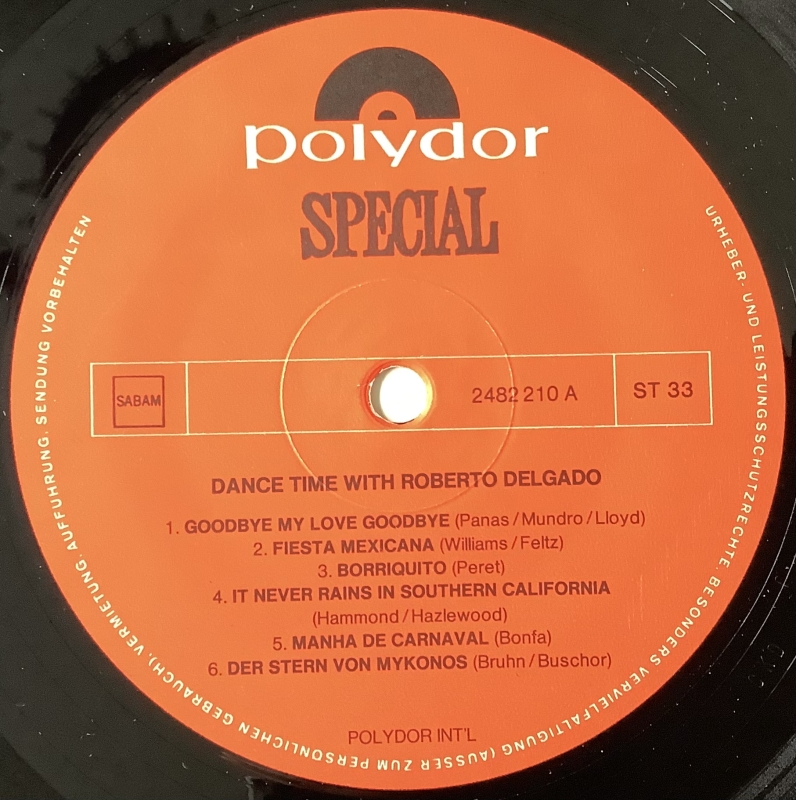 polydor
SPECIAL
SABAM
2482 210 A
ST 33
DANCE TIME WITH ROBERTO DELGADO
1. GOODBYE MY LOVE GOODBYE (Panas/Mundro/Lloyd)
2. FIESTA MEXICANA (Williams/Feltz)
3. BORRIQUITO (Peret)
4. IT NEVER RAINS IN SOUTHERN CALIFORNIA
(Hammond/Hazlewood)
5. MANHA DE CARNAVAL (Bonfa)
6. DER STERN VON MYKONOS (Bruhn/Buschor)
POLYDOR INT'L
URHEBER- UND LEISTUNGSSCHUTZRECHTE, BESONDERS VERVIELFÄLTIGUNG (AUSSER ZUM PERSÖNLICHEN GEBRAUCH), VERMIETUNG, AUFFÜHRUNG, SENDUNG VORBEHALTEN